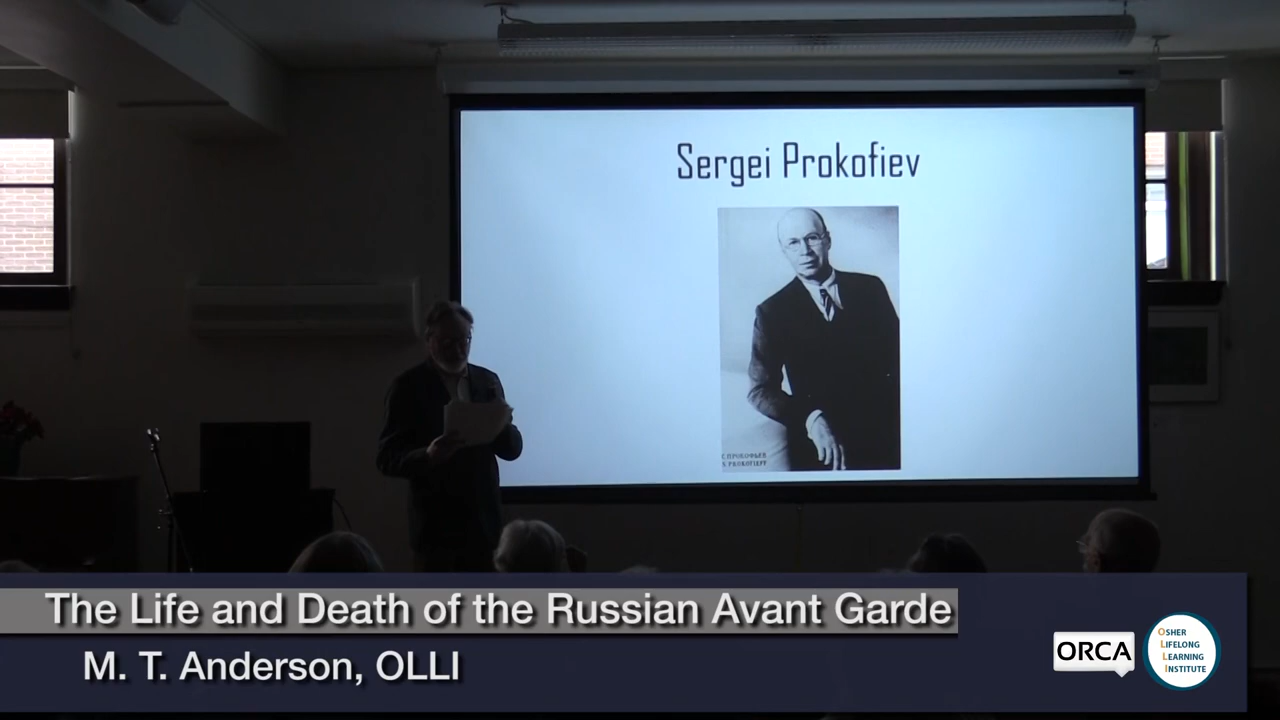 Sergei Prokofiev
С. ПРОКОФЬЕВ
S. PROKOFIEFF
The Life and Death of the Russian Avant Garde
M. T. Anderson, OLLI
ORCA
OSHER
LIFELONG
LEARNING
INSTITUTE